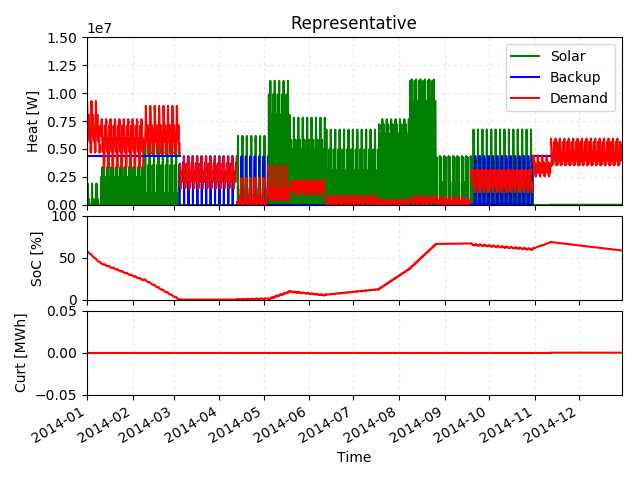 Representative
1e7
1.50
1.25
1.00
0.75
0.50
0.25
0.00
Heat [W]
Solar
Backup
Demand
100
50
0
SoC [%]
0.05
0.00
−0.05
Curt [MWh]
2014-01
2014-02
2014-03
2014-04
2014-05
2014-06
2014-07
2014-08
2014-09
2014-10
2014-11
2014-12
Time